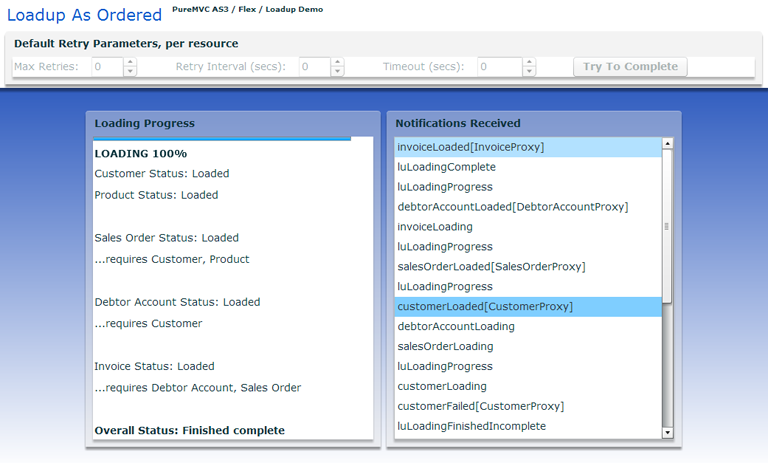 Loadup As Ordered
PureMVC AS3 / Flex / Loadup Demo
Default Retry Parameters, per resource
Max Retries: 0 Retry Interval (secs): 0 Timeout (secs): 0 Try To Complete
Loading Progress
LOADING 100%
Customer Status: Loaded
Product Status: Loaded
Sales Order Status: Loaded
...requires Customer, Product
Debtor Account Status: Loaded
...requires Customer
Invoice Status: Loaded
...requires Debtor Account, Sales Order
Overall Status: Finished complete
Notifications Received
invoiceLoaded[InvoiceProxy]
luLoadingComplete
luLoadingProgress
debtorAccountLoaded[DebtorAccountProxy]
invoiceLoading
luLoadingProgress
salesOrderLoaded[SalesOrderProxy]
luLoadingProgress
customerLoaded[CustomerProxy]
debtorAccountLoading
salesOrderLoading
luLoadingProgress
customerLoading
customerFailed[CustomerProxy]
luLoadingFinishedIncomplete